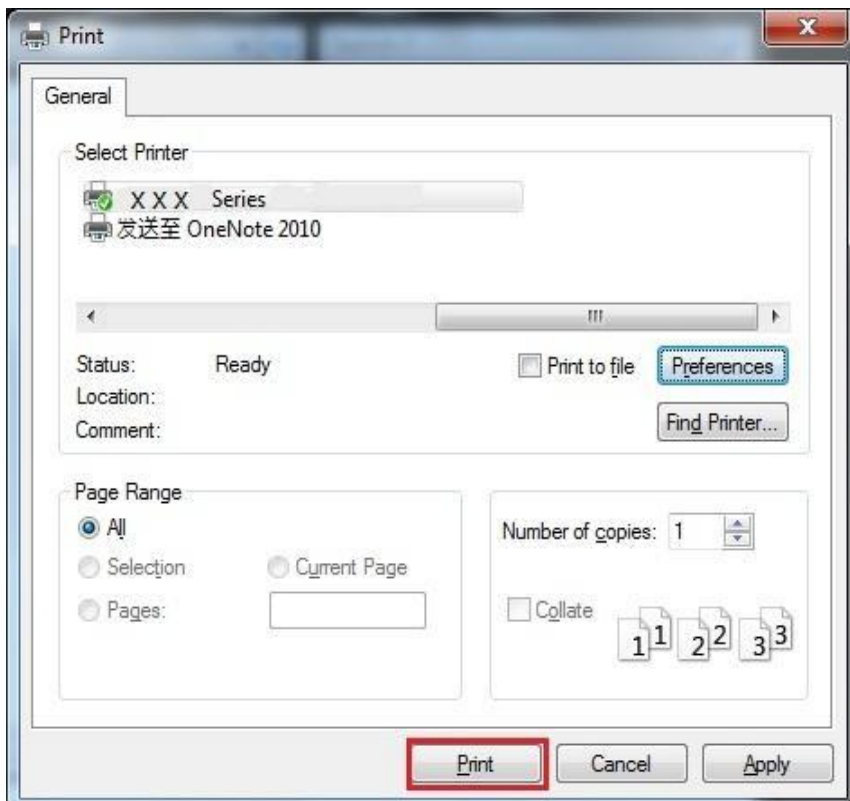 Print
General
Select Printer
X X X Series
发送至 OneNote 2010
Status: Ready
Print to file
Preferences
Location:
Comment:
Find Printer...
Page Range
All
Selection
Current Page
Pages:
Number of copies: 1
Collate
1 1 2 2 3 3
Print
Cancel
Apply